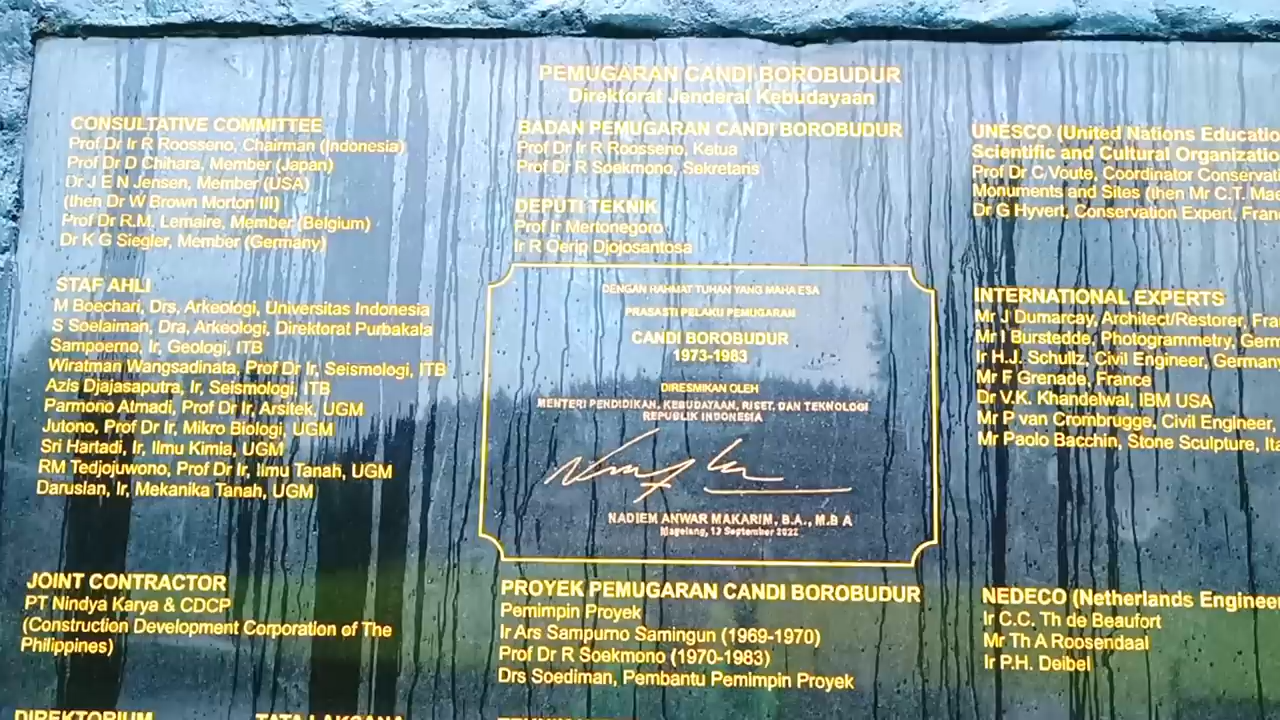 PEMUGARAN CANDI BOROBUDUR
Direktorat Jenderal Kebudayaan
CONSULTATIVE COMMITTEE
Prof Dr Ir R Roosseno, Chairman (Indonesia)
Prof Dr D Chihara, Member (Japan)
Dr J E N Jensen, Member (USA)
(then Dr W Brown Morton III)
Prof Dr R.M. Lemaire, Member (Belgium)
Dr K G Siegler, Member (Germany)
STAF AHLI
M Boechari, Drs, Arkeologi, Universitas Indonesia
S Soelaiman, Dra, Arkeologi, Direktorat Purbakala
Sampoerno, Ir, Geologi, ITB
Wiratman Wangsadinata, Prof Dr Ir, Seismologi, ITB
Azis Djajasaputra, Ir, Seismologi, ITB
Parmono Atmadi, Prof Dr Ir, Arsitek, UGM
Jutono, Prof Dr Ir, Mikro Biologi, UGM
Sri Hartadi, Ir, Ilmu Kimia, UGM
RM Tedjojuwono, Prof Dr Ir, Ilmu Tanah, UGM
Daruslan, Ir, Mekanika Tanah, UGM
JOINT CONTRACTOR
PT Nindya Karya & CDCP
(Construction Development Corporation of The
Philippines)
DIREKTORIUM
TATA LAKSANA
BADAN PEMUGARAN CANDI BOROBUDUR
Prof Dr Ir R Roosseno, Ketua
Prof Dr R Soekmono, Sekretaris
DEPUTI TEKNIK
Prof Ir Mertonegoro
Ir R Oerip Djojosantosa
DENGAN RAHMAT TUHAN YANG MAHA ESA
PRASASTI PELAKU PEMUGARAN
CANDI BOROBUDUR
1973-1983
DIRESMIKAN OLEH
MENTERI PENDIDIKAN, KEBUDAYAAN, RISET, DAN TEKNOLOGI
REPUBLIK INDONESIA
NADIEM ANWAR MAKARIM, B.A., M.B A
Magelang, 12 September 2022
PROYEK PEMUGARAN CANDI BOROBUDUR
Pemimpin Proyek
Ir Ars Sampurno Samingun (1969-1970)
Prof Dr R Soekmono (1970-1983)
Drs Soediman, Pembantu Pemimpin Proyek
UNESCO (United Nations Educatio
Scientific and Cultural Organizatio
Prof Dr C Voute, Coordinator Conservati
Monuments and Sites (then Mr C.T. Mae
Dr G Hyvert, Conservation Expert, Fran
INTERNATIONAL EXPERTS
Mr J Dumarcay, Architect/Restorer, Fra
Mr I Burstedde, Photogrammetry, Germ
Ir H.J. Schultz, Civil Engineer, Germany
Mr F Grenade, France
Dr V.K. Khandelwal, IBM USA
Mr P van Crombrugge, Civil Engineer,
Mr Paolo Bacchin, Stone Sculpture, Ita
NEDECO (Netherlands Engineer
Ir C.C. Th de Beaufort
Mr Th A Roosendaal
Ir P.H. Deibel